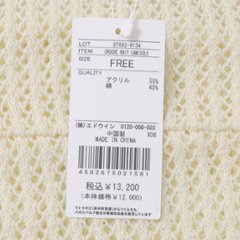 LOT ST692-6134
ITEM CROCHE KNIT CAMISOLE
SIZE
FREE
QUALITY
アクリル 55%
綿 45%
(株)エドウイン 0120-008-503
中国製
MADE IN CHINA
X06
4582675021561
税込¥13,200
(本体価格 ¥12,000)